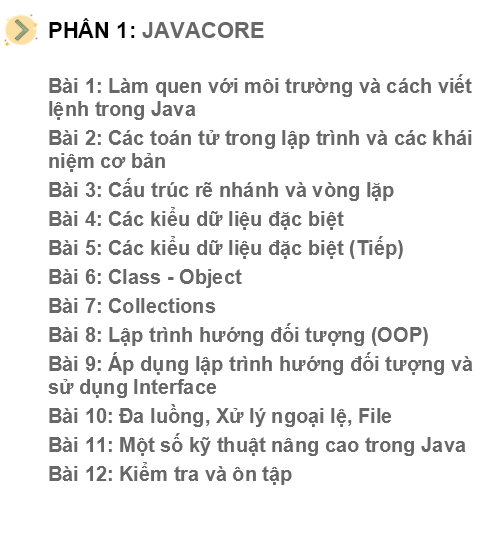 PHẦN 1: JAVACORE
Bài 1: Làm quen với môi trường và cách viết
lệnh trong Java
Bài 2: Các toán tử trong lập trình và các khái
niệm cơ bản
Bài 3: Cấu trúc rẽ nhánh và vòng lặp
Bài 4: Các kiểu dữ liệu đặc biệt
Bài 5: Các kiểu dữ liệu đặc biệt (Tiếp)
Bài 6: Class - Object
Bài 7: Collections
Bài 8: Lập trình hướng đối tượng (OOP)
Bài 9: Áp dụng lập trình hướng đối tượng và
sử dụng Interface
Bài 10: Đa luồng, Xử lý ngoại lệ, File
Bài 11: Một số kỹ thuật nâng cao trong Java
Bài 12: Kiểm tra và ôn tập